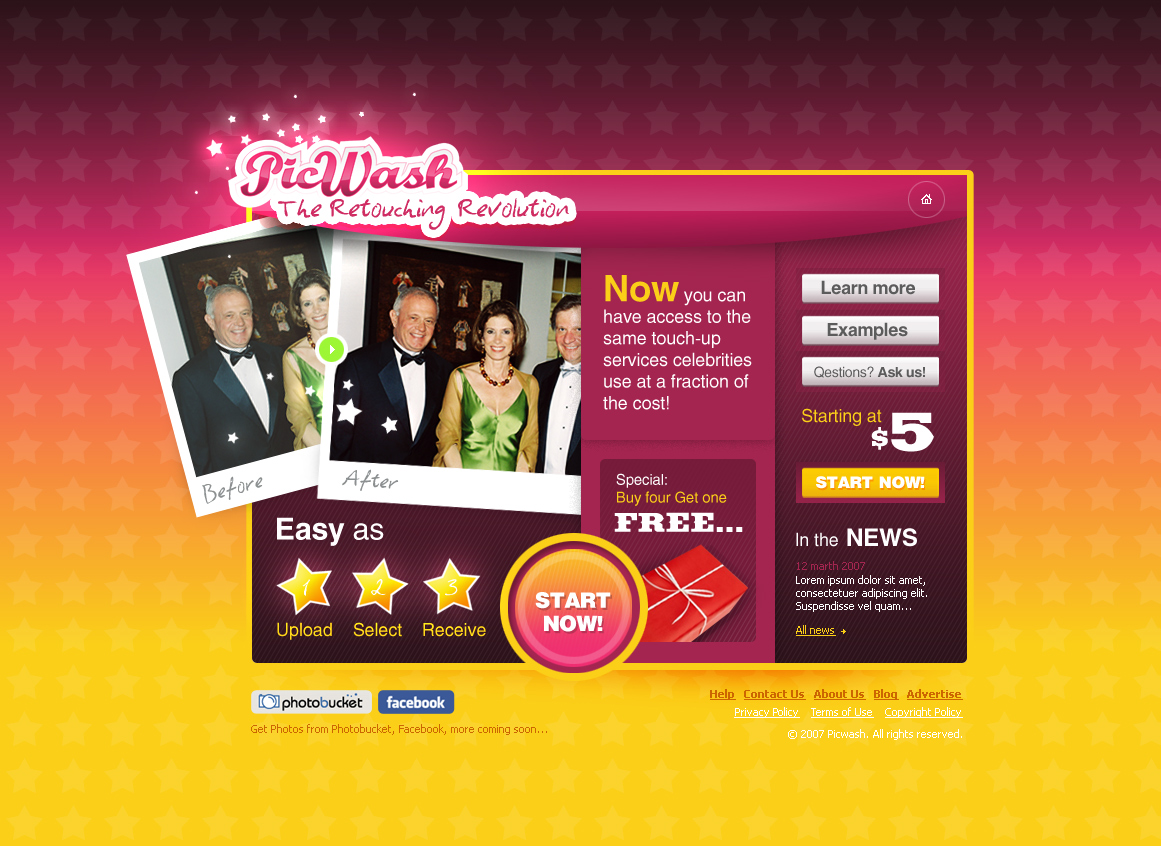 PicWash
The Retouching Revolution
Before
After
Now you can
have access to the
same touch-up
services celebrities
use at a fraction of
the cost!
Special:
Buy four Get one
FREE...
Learn more
Examples
Qestions? Ask us!
Starting at
$5
START NOW!
In the NEWS
12 marth 2007
Lorem ipsum dolor sit amet,
consectetuer adipiscing elit.
Suspendisse vel quam...
All news
Easy as
1 2 3
Upload Select Receive
START
NOW!
photobucket facebook
Get Photos from Photobucket, Facebook, more coming soon...
Help Contact Us About Us Blog Advertise
Privacy Policy Terms of Use Copyright Policy
© 2007 Picwash. All rights reserved.